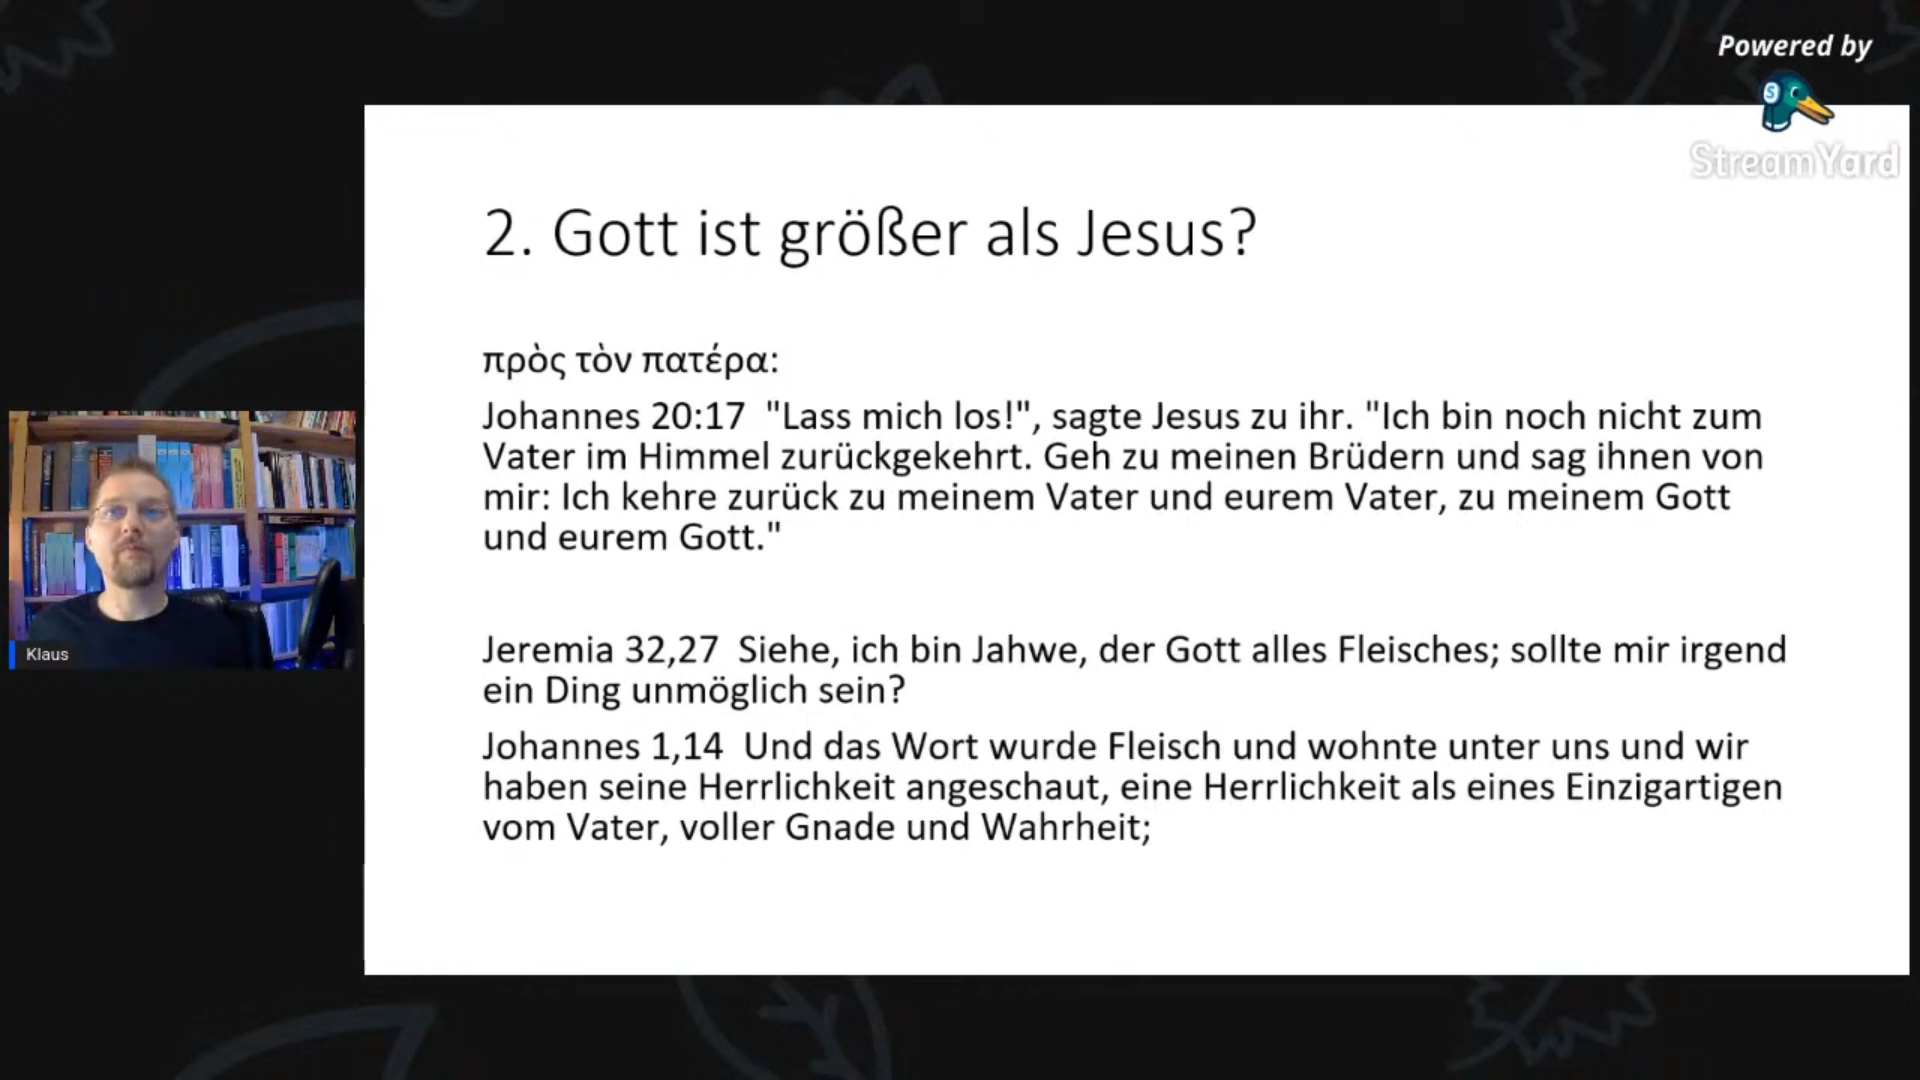 Powered by
StreamYard
2. Gott ist größer als Jesus?
πρὸς τὸν πατέρα:
Johannes 20:17 "Lass mich los!", sagte Jesus zu ihr. "Ich bin noch nicht zum
Vater im Himmel zurückgekehrt. Geh zu meinen Brüdern und sag ihnen von
mir: Ich kehre zurück zu meinem Vater und eurem Vater, zu meinem Gott
und eurem Gott."
Jeremia 32,27 Siehe, ich bin Jahwe, der Gott alles Fleisches; sollte mir irgend
ein Ding unmöglich sein?
Johannes 1,14 Und das Wort wurde Fleisch und wohnte unter uns und wir
haben seine Herrlichkeit angeschaut, eine Herrlichkeit als eines Einzigartigen
vom Vater, voller Gnade und Wahrheit;
Klaus